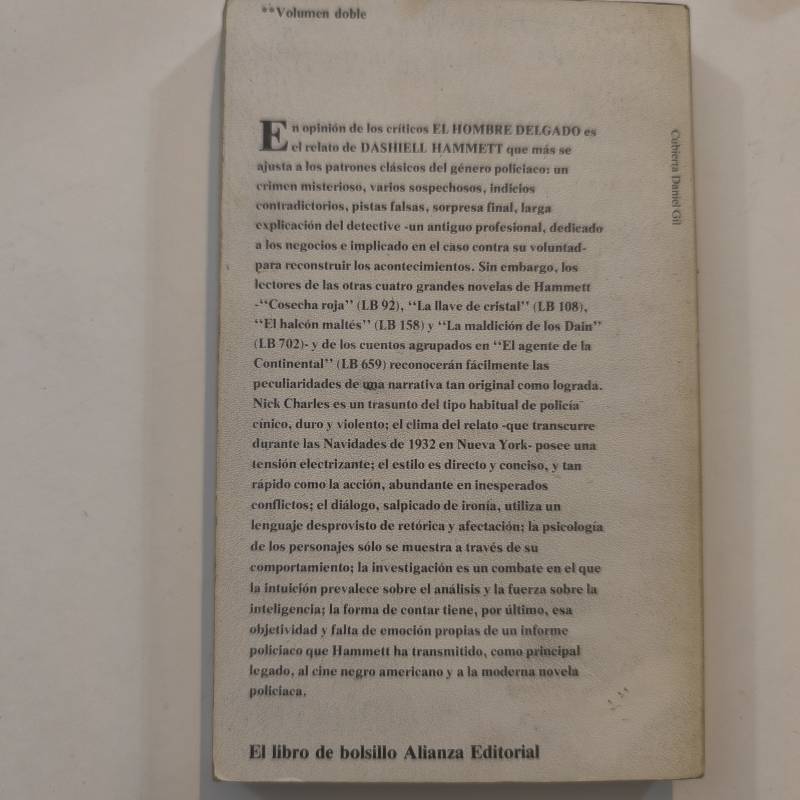 **Volumen doble
En opinión de los críticos EL HOMBRE DELGADO es
el relato de DASHIELL HAMMETT que más se
ajusta a los patrones clásicos del género policiaco: un
crimen misterioso, varios sospechosos, indicios
contradictorios, pistas falsas, sorpresa final, larga
explicación del detective -un antiguo profesional, dedicado
a los negocios e implicado en el caso contra su voluntad-
para reconstruir los acontecimientos. Sin embargo, los
lectores de las otras cuatro grandes novelas de Hammett
-“Cosecha roja” (LB 92), “La llave de cristal” (LB 108),
“El halcón maltés” (LB 158) y “La maldición de los Dain”
(LB 702)- y de los cuentos agrupados en “El agente de la
Continental” (LB 659) reconocerán fácilmente las
peculiaridades de una narrativa tan original como lograda.
Nick Charles es un trasunto del tipo habitual de policía
cínico, duro y violento; el clima del relato -que transcurre
durante las Navidades de 1932 en Nueva York- posee una
tensión electrizante; el estilo es directo y conciso, y tan
rápido como la acción, abundante en inesperados
conflictos; el diálogo, salpicado de ironía, utiliza un
lenguaje desprovisto de retórica y afectación; la psicología
de los personajes sólo se muestra a través de su
comportamiento; la investigación es un combate en el que
la intuición prevalece sobre el análisis y la fuerza sobre la
inteligencia; la forma de contar tiene, por último, esa
objetividad y falta de emoción propias de un informe
policiaco que Hammett ha transmitido, como principal
legado, al cine negro americano y a la moderna novela
policiaca.
El libro de bolsillo Alianza Editorial
Cubierta Daniel Gil